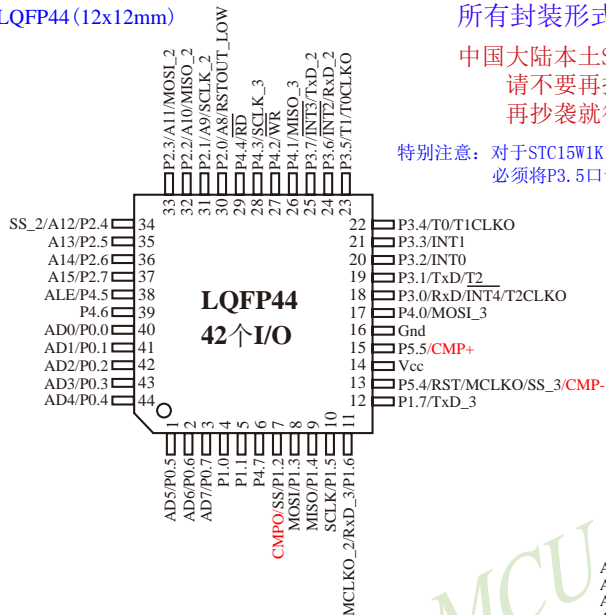 LQFP44(12x12mm)
所有封装形式
中国大陆本土S
请不要再
再抄袭就
特别注意: 对于STC15W1K
必须将P3.5口
P2.3/A11/MOSI_2
P2.2/A10/MISO_2
P2.1/A9/SCLK_2
P2.0/A8/RSTOUT_LOW
P4.4/RD
P4.3/SCLK_3
P4.2/WR
P4.1/MISO_3
P3.7/INT3/TxD_2
P3.6/INT2/RxD_2
P3.5/T1/T0CLKO
33 32 31 30 29 28 27 26 25 24 23
SS_2/A12/P2.4 34
A13/P2.5 35
A14/P2.6 36
A15/P2.7 37
ALE/P4.5 38
P4.6 39
AD0/P0.0 40
AD1/P0.1 41
AD2/P0.2 42
AD3/P0.3 43
AD4/P0.4 44
LQFP44
42个I/O
22 P3.4/T0/T1CLKO
21 P3.3/INT1
20 P3.2/INT0
19 P3.1/TxD/T2
18 P3.0/RxD/INT4/T2CLKO
17 P4.0/MOSI_3
16 Gnd
15 P5.5/CMP+
14 Vcc
13 P5.4/RST/MCLKO/SS_3/CMP-
12 P1.7/TxD_3
1 2 3 4 5 6 7 8 9 10 11
AD5/P0.5
AD6/P0.6
AD7/P0.7
P1.0
P1.1
P4.7
CMPO/SS/P1.2
MOSI/P1.3
MISO/P1.4
SCLK/P1.5
MCLKO_2/RxD_3/P1.6
MCU
A
A
A